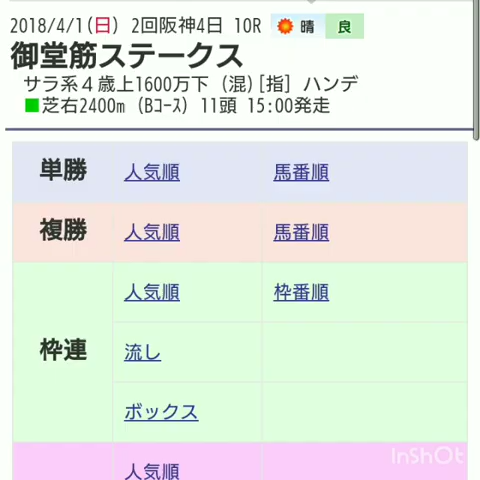 2018/4/1(日) 2回阪神4日 10R 晴 良
御堂筋ステークス
サラ系４歳上1600万下 (混)[指] ハンデ
芝右2400m (Bｺｰｽ) 11頭 15:00発走
単勝 人気順 馬番順
複勝 人気順 馬番順
人気順 枠番順
枠連 流し
ボックス
人気順
InShOt